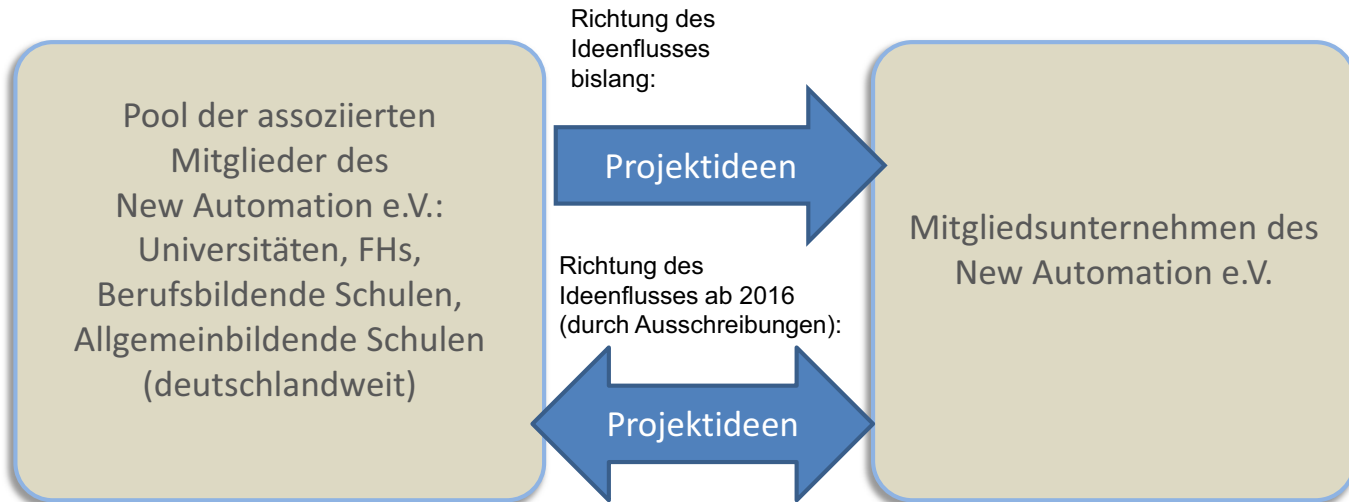 Pool der assoziierten
Mitglieder des
New Automation e.V.:
Universitäten, FHs,
Berufsbildende Schulen,
Allgemeinbildende Schulen
(deutschlandweit)
Richtung des
Ideenflusses
bislang:
Projektideen
Richtung des
Ideenflusses ab 2016
(durch Ausschreibungen):
Projektideen
Mitgliedsunternehmen des
New Automation e.V.